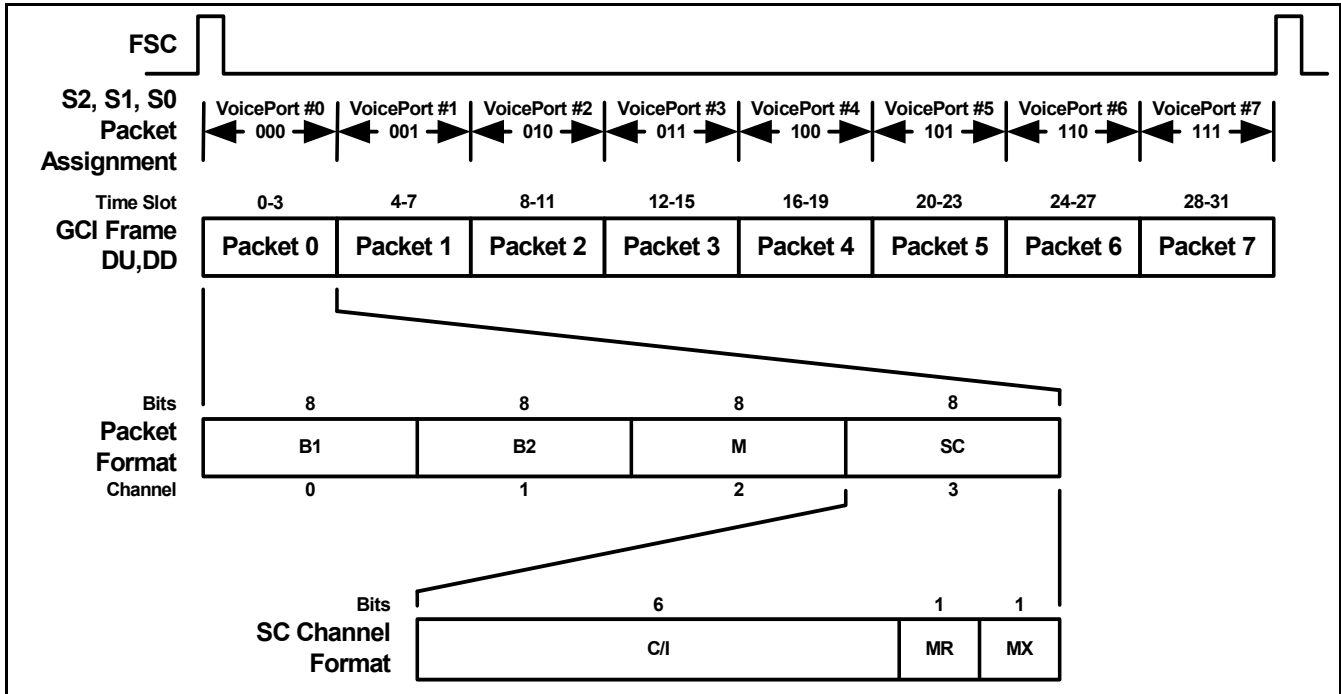 FSC
S2, S1, S0
Packet
Assignment
VoicePort #0 VoicePort #1 VoicePort #2 VoicePort #3 VoicePort #4 VoicePort #5 VoicePort #6 VoicePort #7
000 001 010 011 100 101 110 111
Time Slot 0-3 4-7 8-11 12-15 16-19 20-23 24-27 28-31
GCI Frame
DU,DD
Packet 0 Packet 1 Packet 2 Packet 3 Packet 4 Packet 5 Packet 6 Packet 7
Bits 8 8 8 8
Packet
Format
B1 B2 M SC
Channel 0 1 2 3
Bits 6 1 1
SC Channel
Format
C/I MR MX